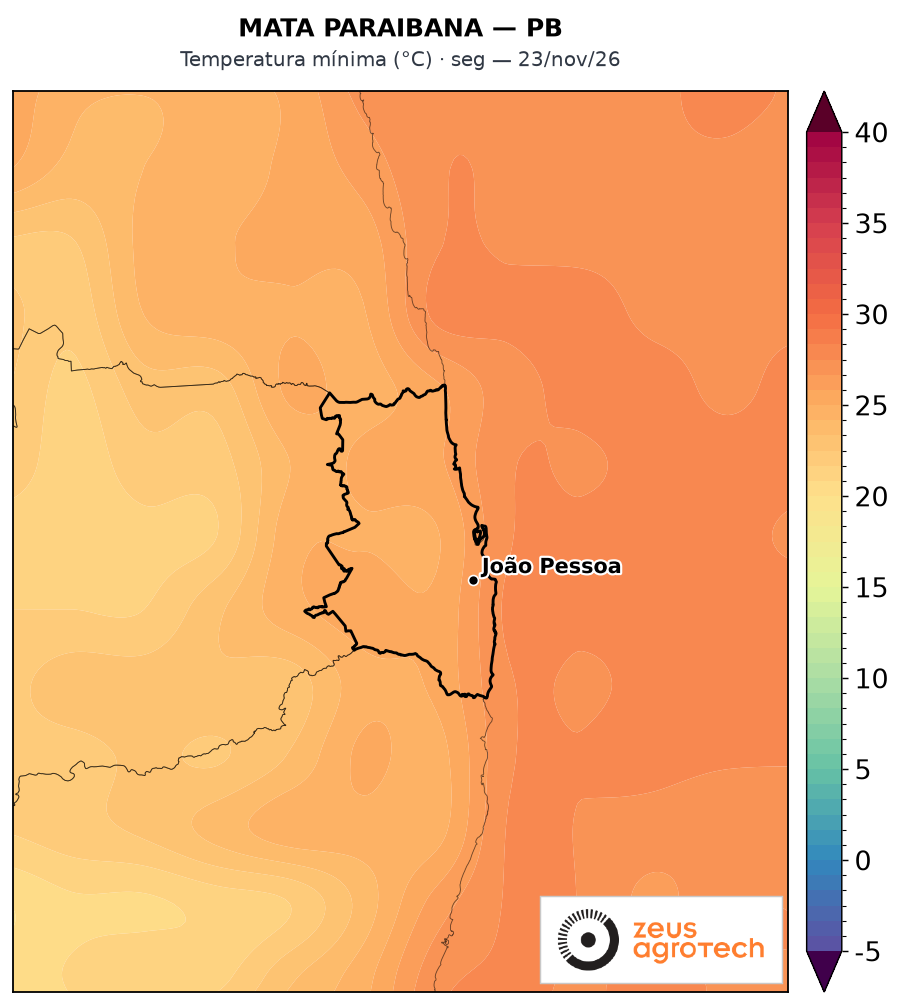 MATA PARAIBANA — PB
Temperatura mínima (°C) · seg — 23/nov/26
40
35
30
25
20
15
10
5
0
-5
João Pessoa
zeus
agrotech